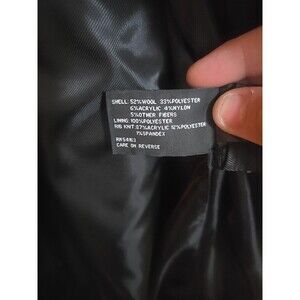 SHELL: 52%WOOL 33%POLYESTER
6%ACRYLIC 4%NYLON
5%OTHER FIBERS
LINING: 100%POLYESTER
RIB KNIT: 87%ACRYLIC 12%POLYESTER
1%SPANDEX
RN 54163
CARE ON REVERSE